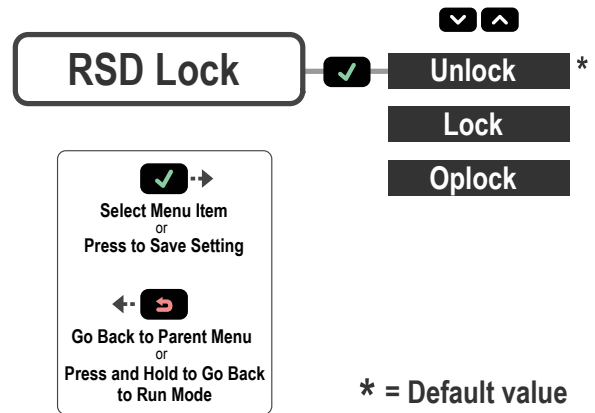 RSD Lock
Unlock *
Lock
Oplock
Select Menu Item
or
Press to Save Setting
Go Back to Parent Menu
or
Press and Hold to Go Back
to Run Mode
* = Default value